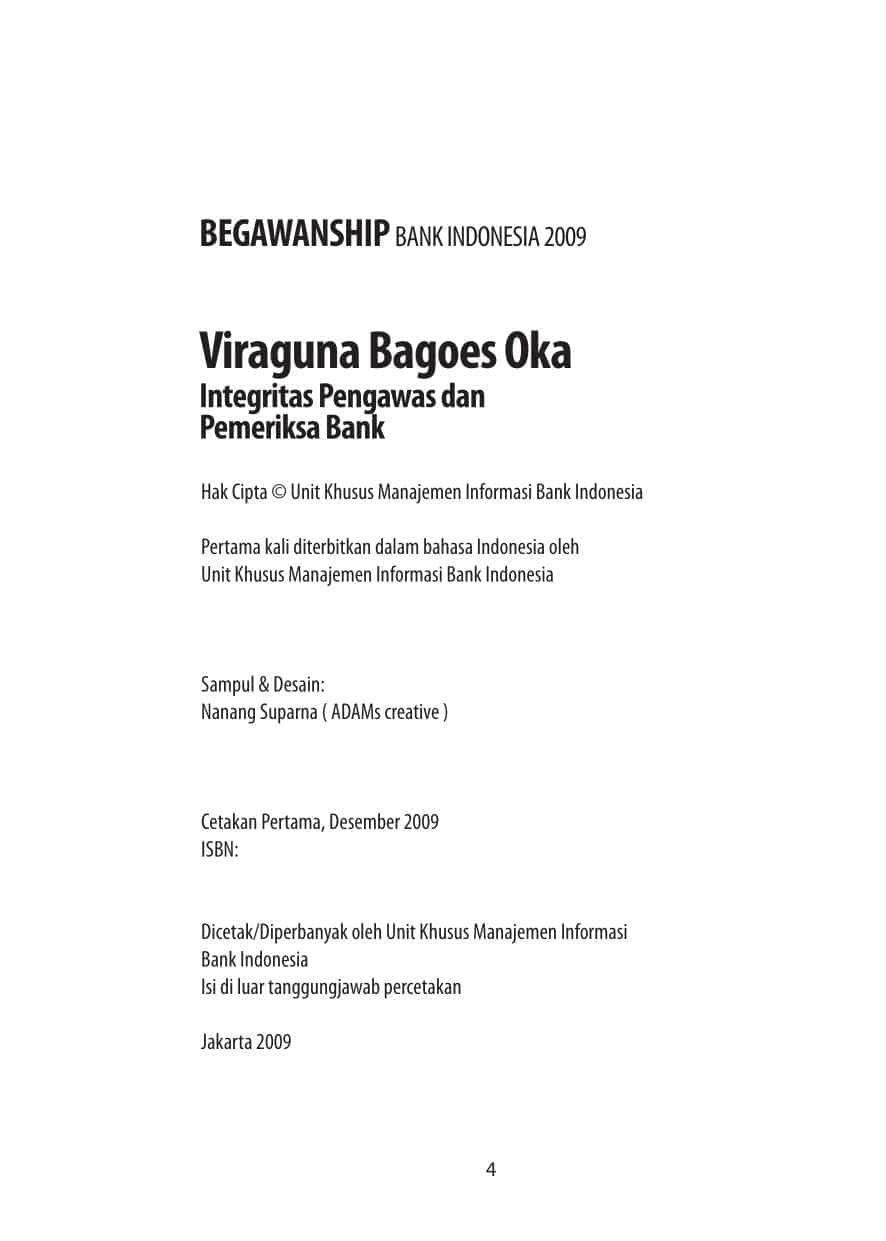 BEGAWANSHIP BANK INDONESIA 2009
Viraguna Bagoes Oka
Integritas Pengawas dan
Pemeriksa Bank
Hak Cipta © Unit Khusus Manajemen Informasi Bank Indonesia
Pertama kali diterbitkan dalam bahasa Indonesia oleh
Unit Khusus Manajemen Informasi Bank Indonesia
Sampul & Desain:
Nanang Suparna ( ADAMs creative )
Cetakan Pertama, Desember 2009
ISBN:
Dicetak/Diperbanyak oleh Unit Khusus Manajemen Informasi
Bank Indonesia
Isi di luar tanggungjawab percetakan
Jakarta 2009
4